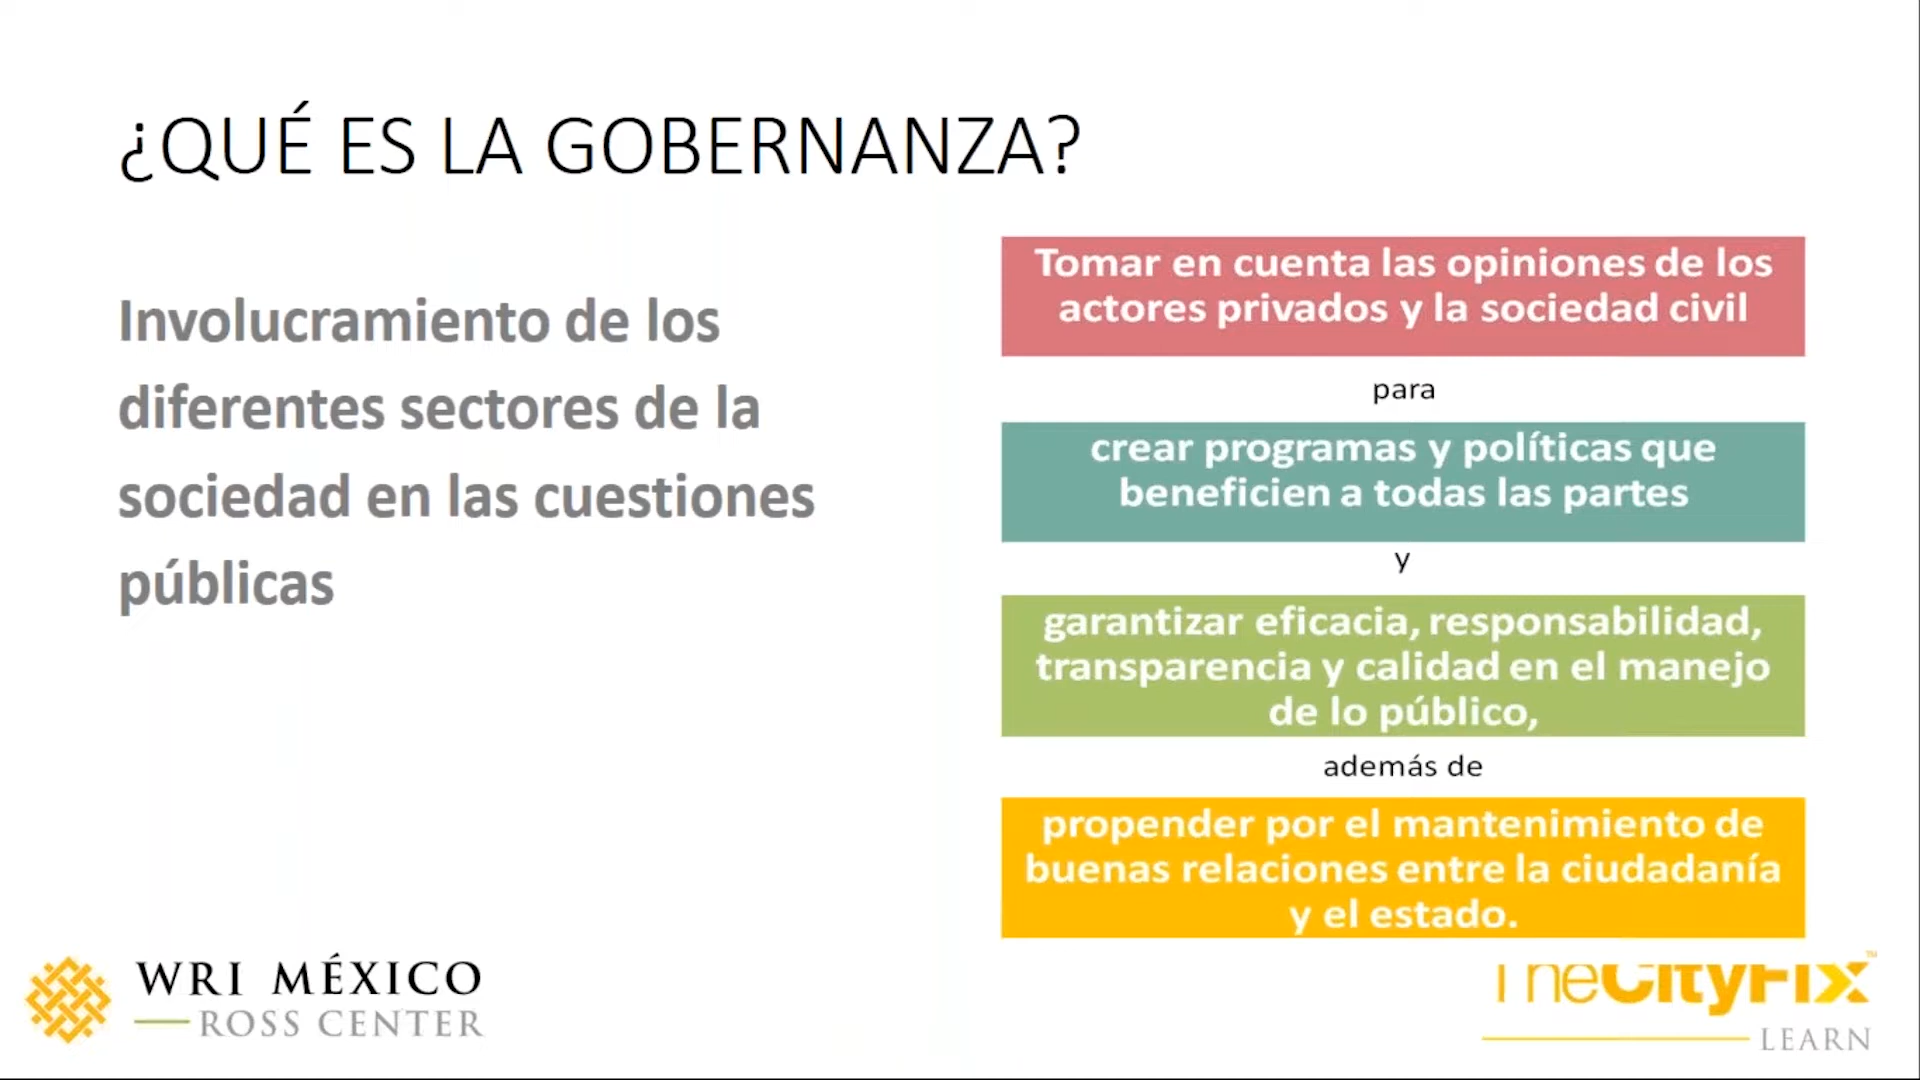 ¿QUÉ ES LA GOBERNANZA?
Involucramiento de los
diferentes sectores de la
sociedad en las cuestiones
públicas
Tomar en cuenta las opiniones de los
actores privados y la sociedad civil
para
crear programas y políticas que
beneficien a todas las partes
y
garantizar eficacia, responsabilidad,
transparencia y calidad en el manejo
de lo público,
además de
propender por el mantenimiento de
buenas relaciones entre la ciudadanía
y el estado.
WRI MÉXICO
ROSS CENTER
TheCityFix™
LEARN